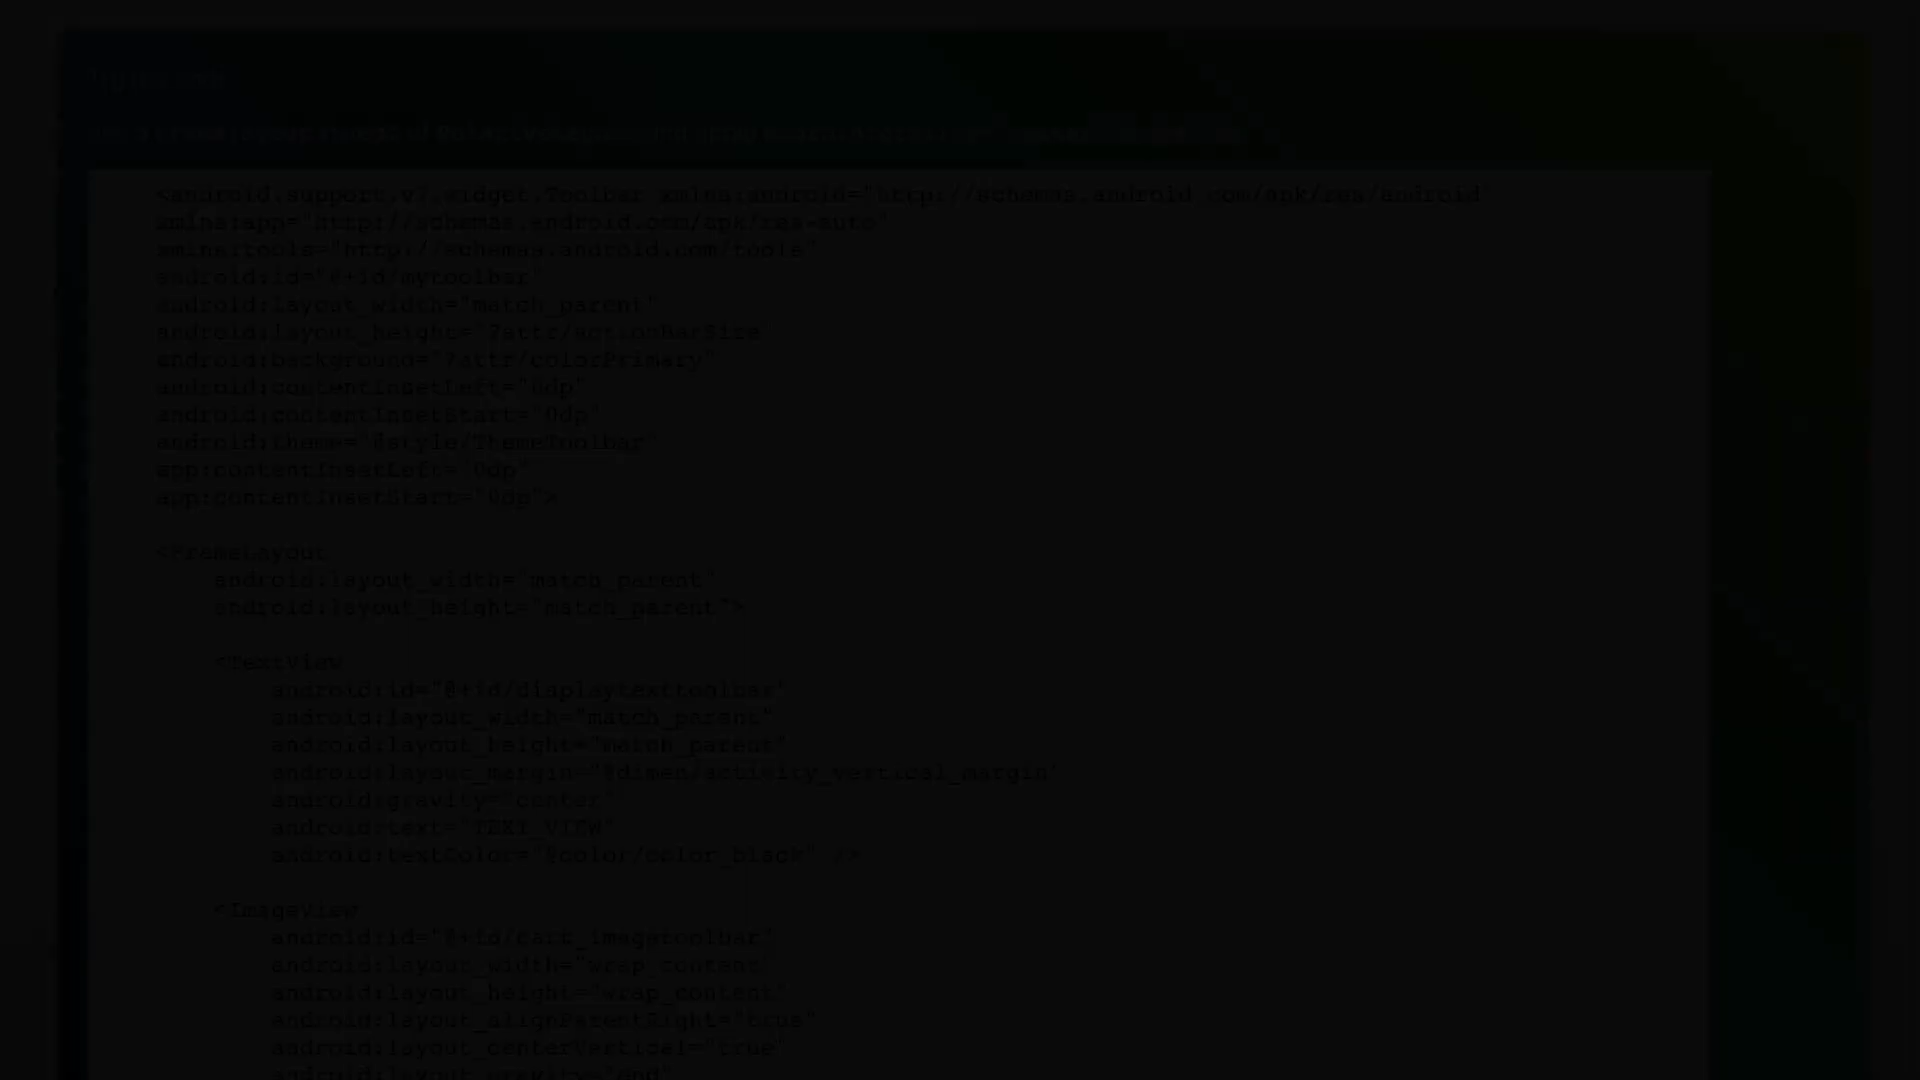 <android.support.v7.widget.Toolbar xmlns:android="http://schemas.android.com/apk/res/android"
xmlns:app="http://schemas.android.com/apk/res-auto"
xmlns:tools="http://schemas.android.com/tools"
android:id="@+id/mytoolbar"
android:layout_width="match_parent"
android:layout_height="?attr/actionBarSize"
android:background="?attr/colorPrimary"
android:contentInsetLeft="0dp"
android:contentInsetStart="0dp"
android:theme="@style/ThemeToolbar"
app:contentInsetLeft="0dp"
app:contentInsetStart="0dp">
<FrameLayout
android:layout_width="match_parent"
android:layout_height="match_parent">
<TextView
android:id="@+id/displaytexttoolbar"
android:layout_width="match_parent"
android:layout_height="match_parent"
android:layout_margin="@dimen/activity_vertical_margin"
android:gravity="center"
android:text="TEXT VIEW"
android:textColor="@color/color_black" />
<ImageView
android:id="@+id/cart_imagetoolbar"
android:layout_width="wrap_content"
android:layout_height="wrap_content"
android:layout_alignParentRight="true"
android:layout_centerVertical="true"
android:layout_gravity="end"